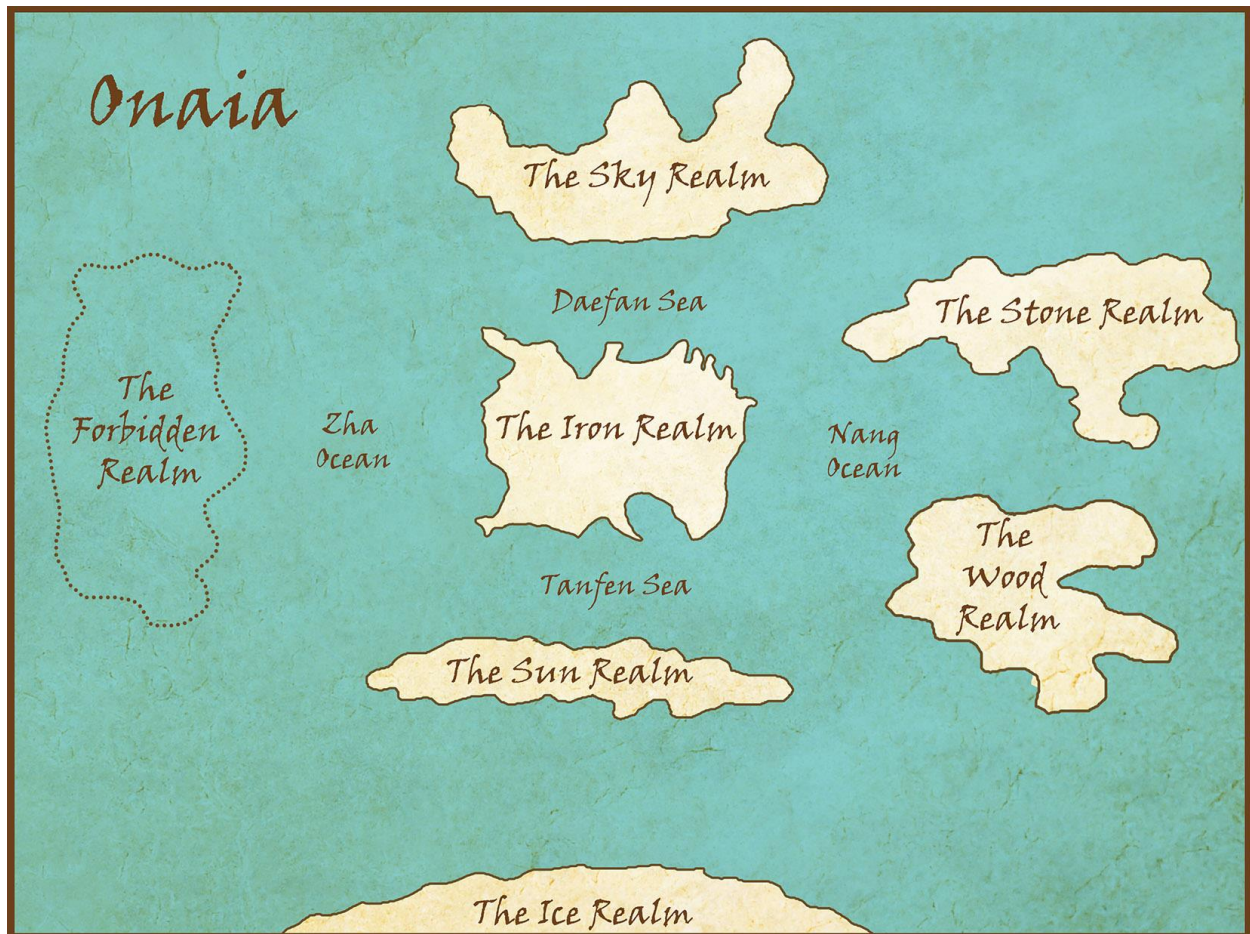 Onaia
The Sky Realm
Daefan Sea
The Stone Realm
The
Forbidden
Realm
Zha
Ocean
The Iron Realm
Nang
Ocean
The
Wood
Realm
Tanfen Sea
The Sun Realm
The Ice Realm